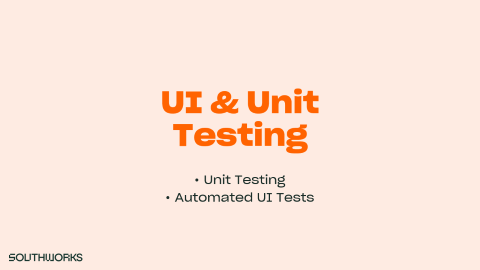 UI & Unit
Testing
• Unit Testing
• Automated UI Tests
SOUTHWORKS